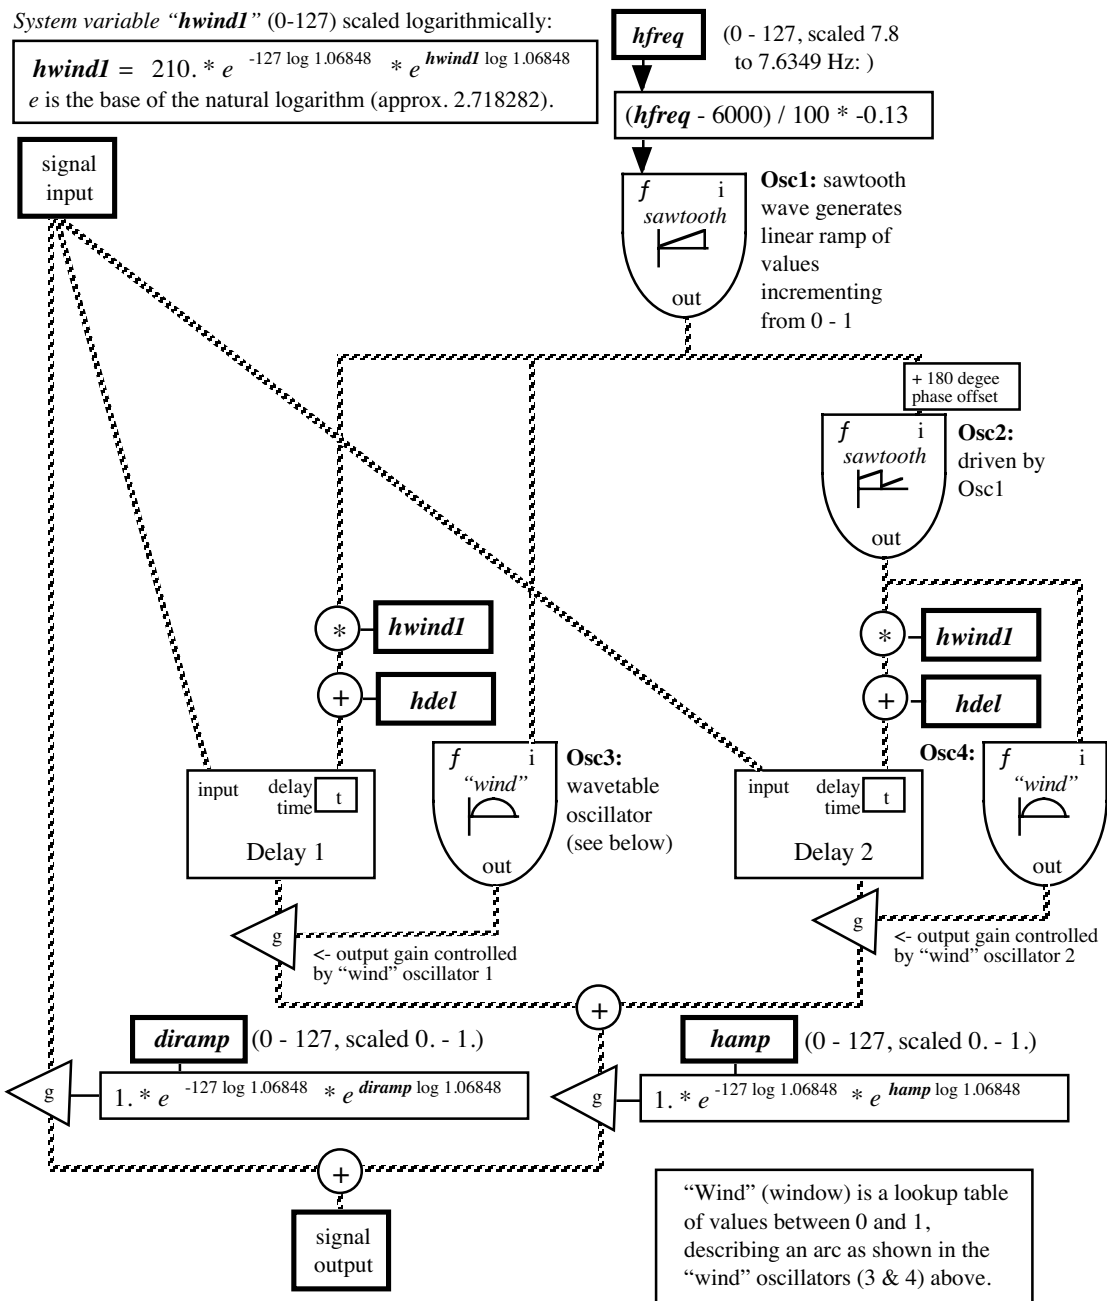 System variable “hwind1” (0-127) scaled logarithmically:
hwind1 = 210. * e -127 log 1.06848 * e hwind1 log 1.06848
e is the base of the natural logarithm (approx. 2.718282).
hfreq
(0 - 127, scaled 7.8
to 7.6349 Hz: )
(hfreq - 6000) / 100 * -0.13
signal
input
f i
sawtooth
out
Osc1: sawtooth
wave generates
linear ramp of
values
incrementing
from 0 - 1
+ 180 degee
phase offset
f i
sawtooth
out
Osc2:
driven by
Osc1
*
hwind1
+
hdel
*
hwind1
+
hdel
input
delay
time
t
Delay 1
f i
“wind”
out
Osc3:
wavetable
oscillator
(see below)
input
delay
time
t
Delay 2
Osc4:
f i
“wind”
out
g
<- output gain controlled
by “wind” oscillator 1
g
<- output gain controlled
by “wind” oscillator 2
+
diramp
(0 - 127, scaled 0. - 1.)
g
1. * e -127 log 1.06848 * e diramp log 1.06848
hamp
(0 - 127, scaled 0. - 1.)
g
1. * e -127 log 1.06848 * e hamp log 1.06848
+
signal
output
“Wind” (window) is a lookup table
of values between 0 and 1,
describing an arc as shown in the
“wind” oscillators (3 & 4) above.